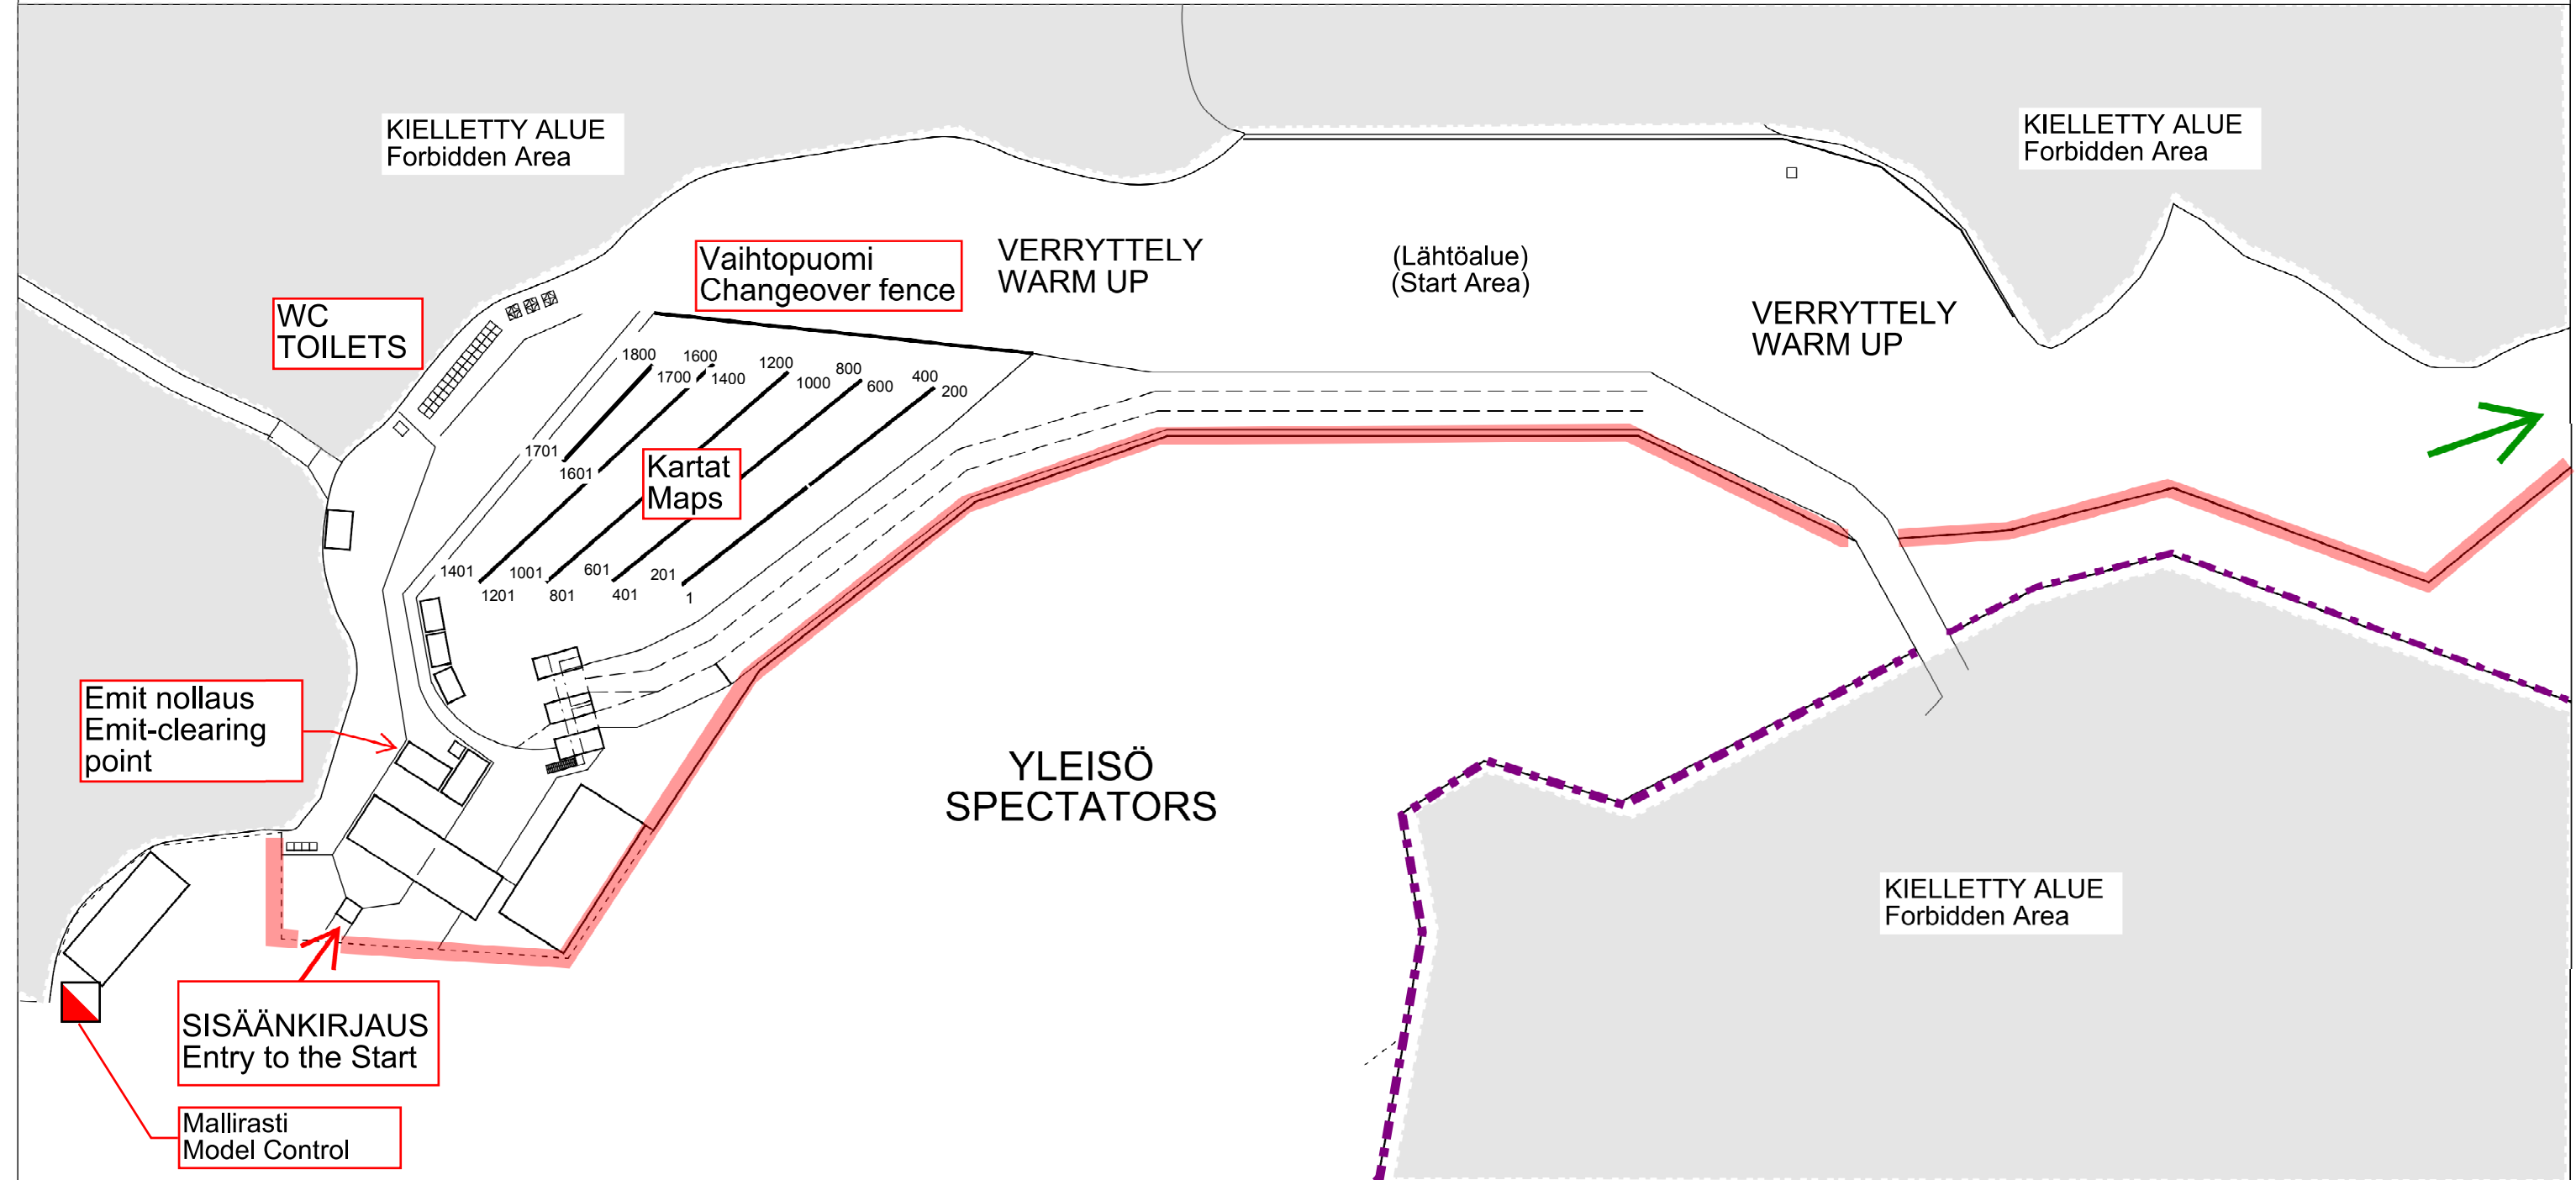 KIELLETTY ALUE
Forbidden Area
KIELLETTY ALUE
Forbidden Area
Vaihtopuomi
Changeover fence
VERRYTTELY
WARM UP
(Lähtöalue)
(Start Area)
WC
TOILETS
VERRYTTELY
WARM UP
1800
1600
1200
800
400
1700
1400
1000
600
200
1701
1601
Kartat
Maps
1401
1001
601
201
1201
801
401
1
Emit nollaus
Emit-clearing
point
YLEISÖ
SPECTATORS
KIELLETTY ALUE
Forbidden Area
SISÄÄNKIRJAUS
Entry to the Start
Mallirasti
Model Control